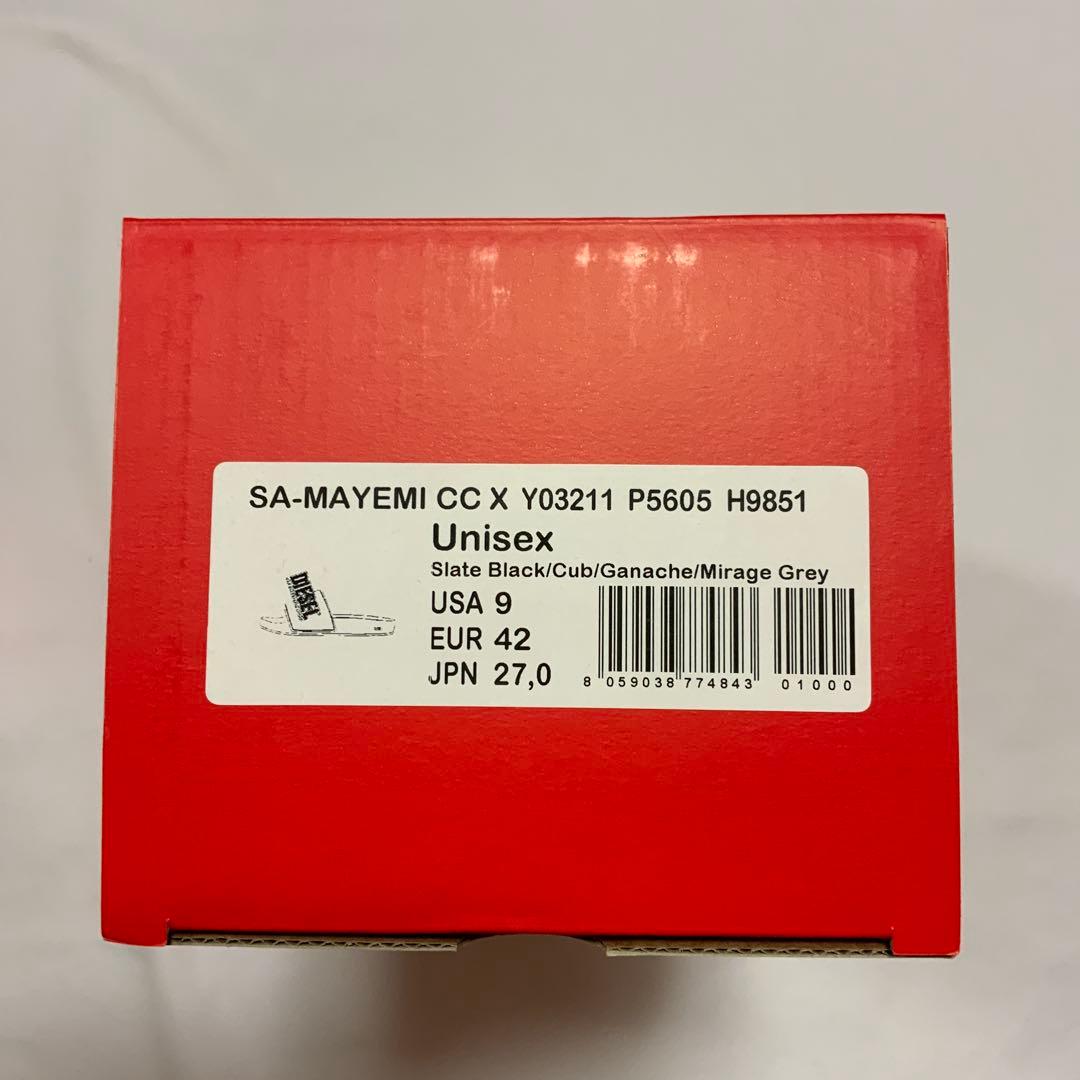 SA-MAYEMI CC X Y03211 P5605 H9851
Unisex
Slate Black/Cub/Ganache/Mirage Grey
DIESEL
USA 9
EUR 42
JPN 27,0
8 059038 774843 01000